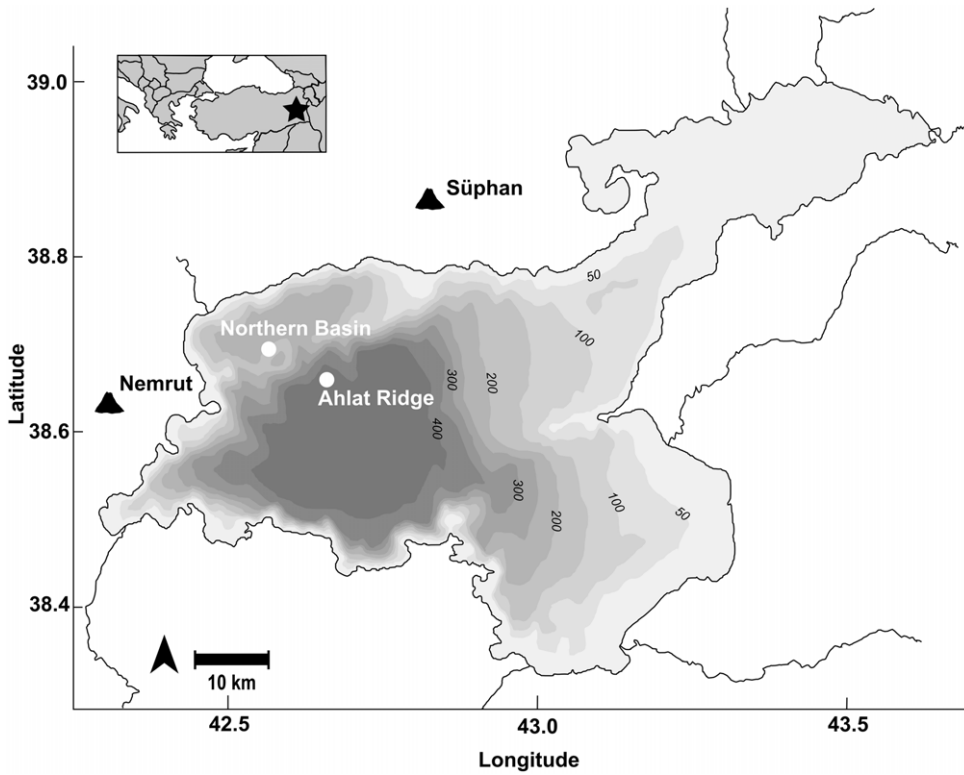 39.0
Süphan
38.8
50
Northern Basin
100
Nemrut
300
200
Ahlat Ridge
Latitude
38.6
400
300
100
200
50
38.4
10 km
42.5
43.0
43.5
Longitude